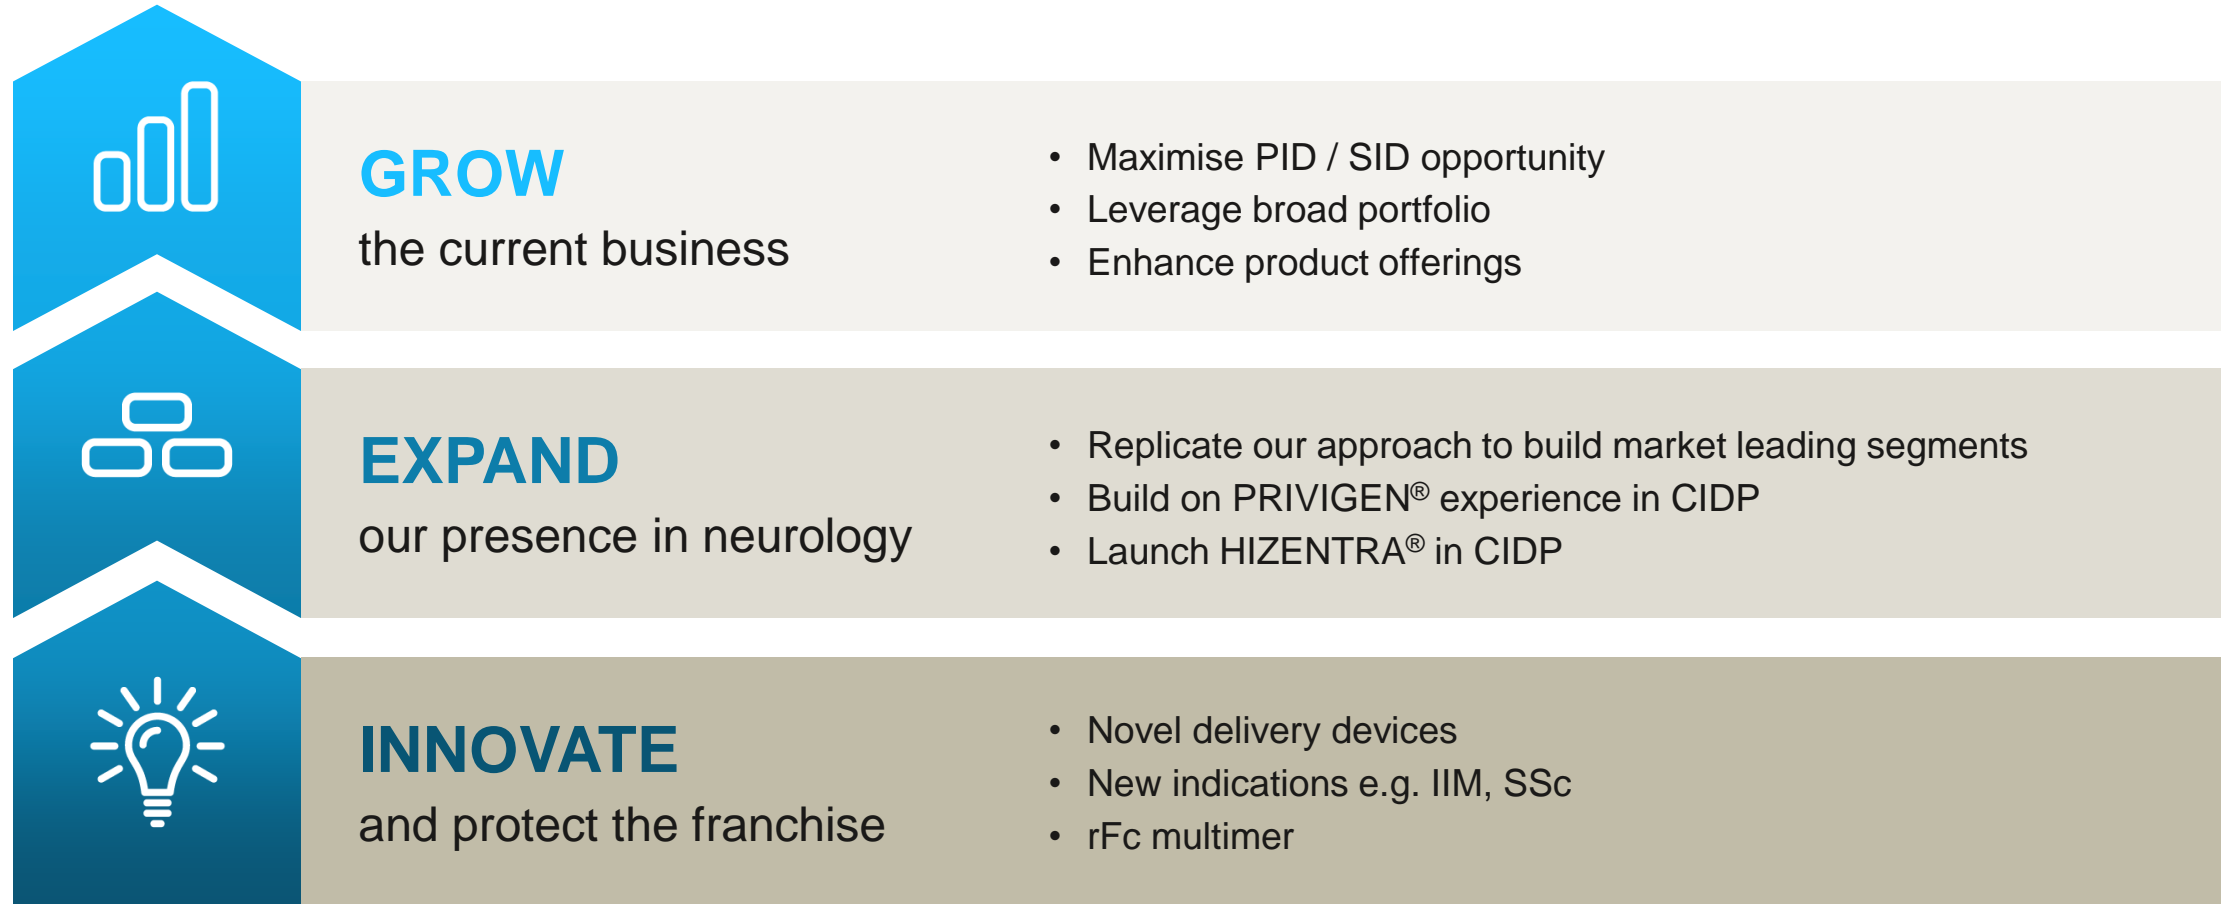 GROW
the current business
• Maximise PID / SID opportunity
• Leverage broad portfolio
• Enhance product offerings
EXPAND
our presence in neurology
• Replicate our approach to build market leading segments
• Build on PRIVIGEN® experience in CIDP
• Launch HIZENTRA® in CIDP
INNOVATE
and protect the franchise
• Novel delivery devices
• New indications e.g. IIM, SSc
• rFc multimer